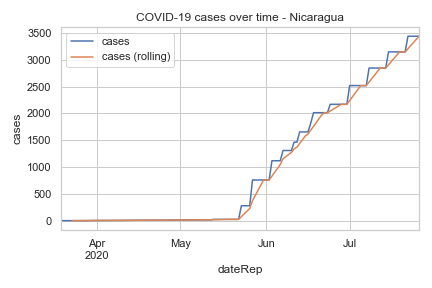 COVID-19 cases over time - Nicaragua
cases
cases (rolling)
3500
3000
2500
2000
1500
1000
500
0
cases
Apr
2020
May
Jun
Jul
dateRep